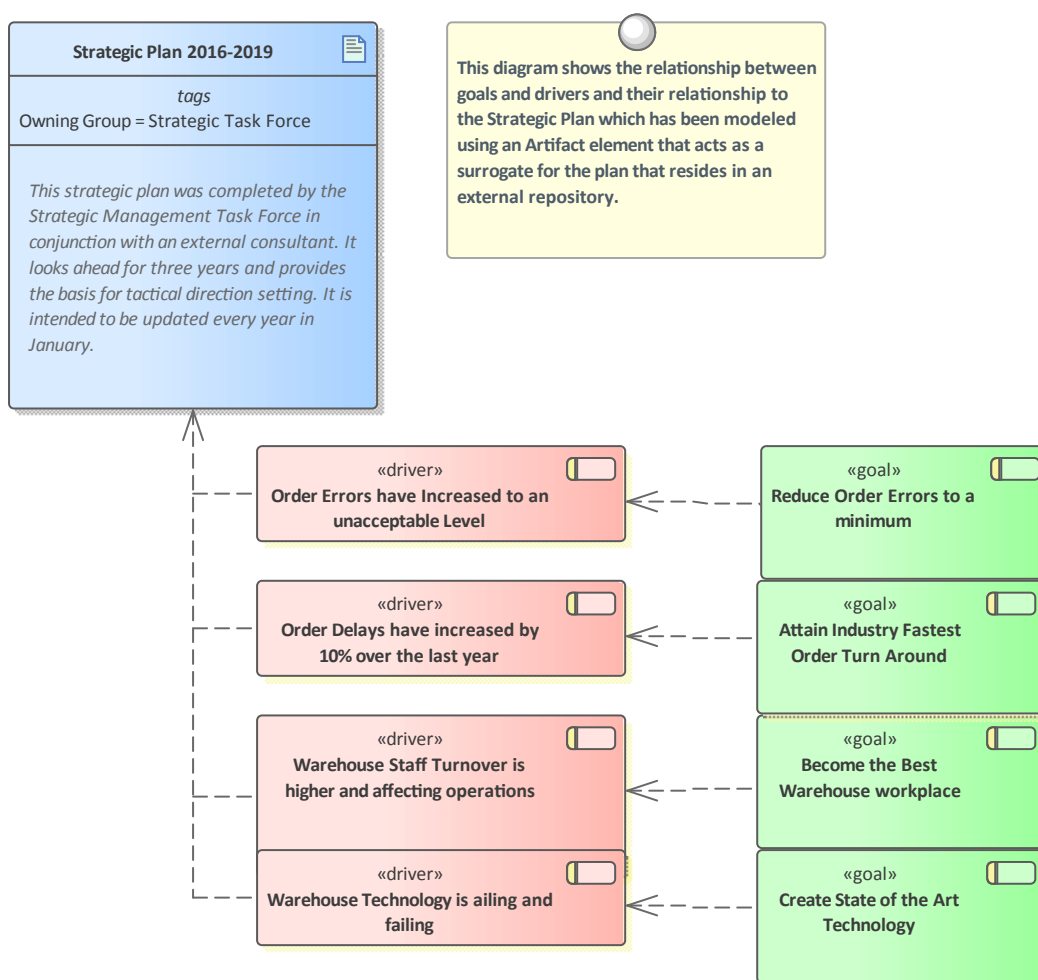 Strategic Plan 2016-2019
tags
Owning Group = Strategic Task Force
This strategic plan was completed by the
Strategic Management Task Force in
conjunction with an external consultant. It
looks ahead for three years and provides
the basis for tactical direction setting. It is
intended to be updated every year in
January.
This diagram shows the relationship between
goals and drivers and their relationship to
the Strategic Plan which has been modeled
using an Artifact element that acts as a
surrogate for the plan that resides in an
external repository.
«driver»
Order Errors have Increased to an
unacceptable Level
«goal»
Reduce Order Errors to a
minimum
«driver»
Order Delays have increased by
10% over the last year
«goal»
Attain Industry Fastest
Order Turn Around
«driver»
Warehouse Staff Turnover is
higher and affecting operations
«goal»
Become the Best
Warehouse workplace
«driver»
Warehouse Technology is ailing and
failing
«goal»
Create State of the Art
Technology